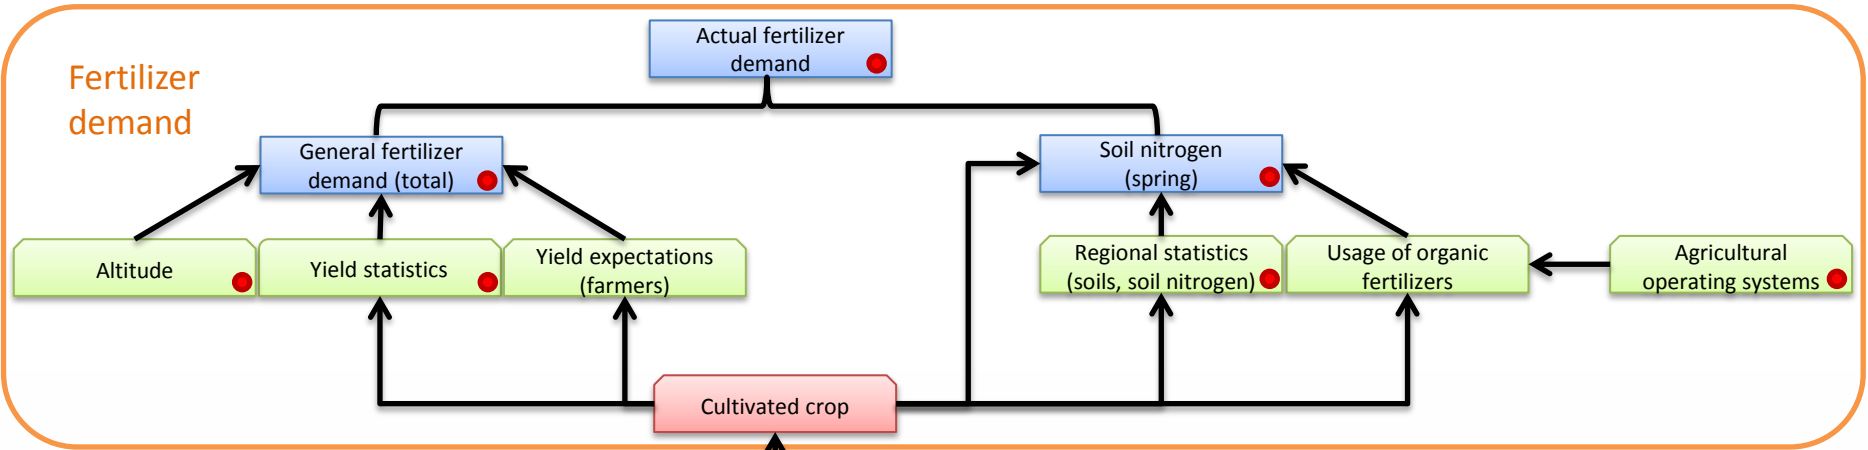 Actual fertilizer
demand
Fertilizer
demand
General fertilizer
demand (total)
Soil nitrogen
(spring)
Altitude
Yield statistics
Yield expectations
(farmers)
Regional statistics
(soils, soil nitrogen)
Usage of organic
fertilizers
Agricultural
operating systems
Cultivated crop